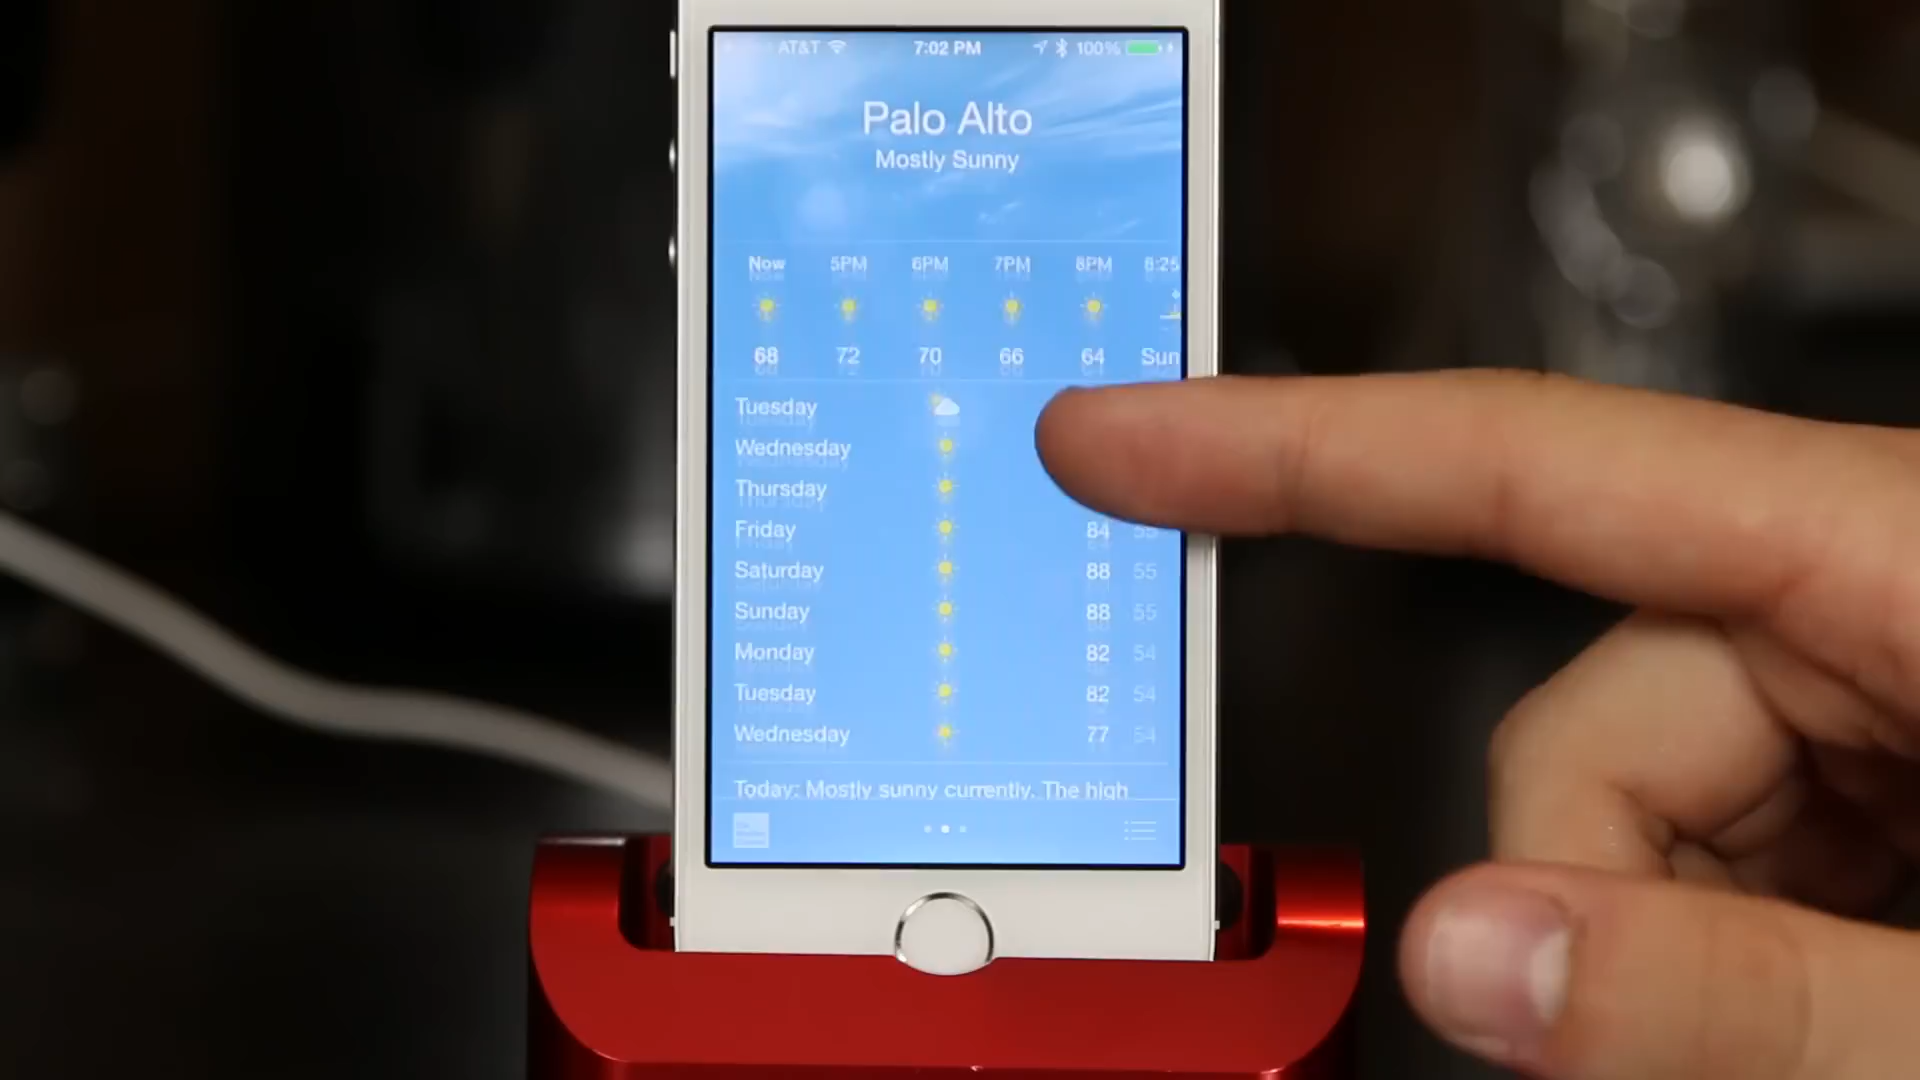 AT&T 7:02 PM 100%
Palo Alto
Mostly Sunny
Now 5PM 6PM 7PM 8PM 8:25
68 72 70 66 64 Sun
Tuesday
Wednesday
Thursday
Friday 84 55
Saturday 88 55
Sunday 88 55
Monday 82 54
Tuesday 82 54
Wednesday 77 54
Today: Mostly sunny currently. The high